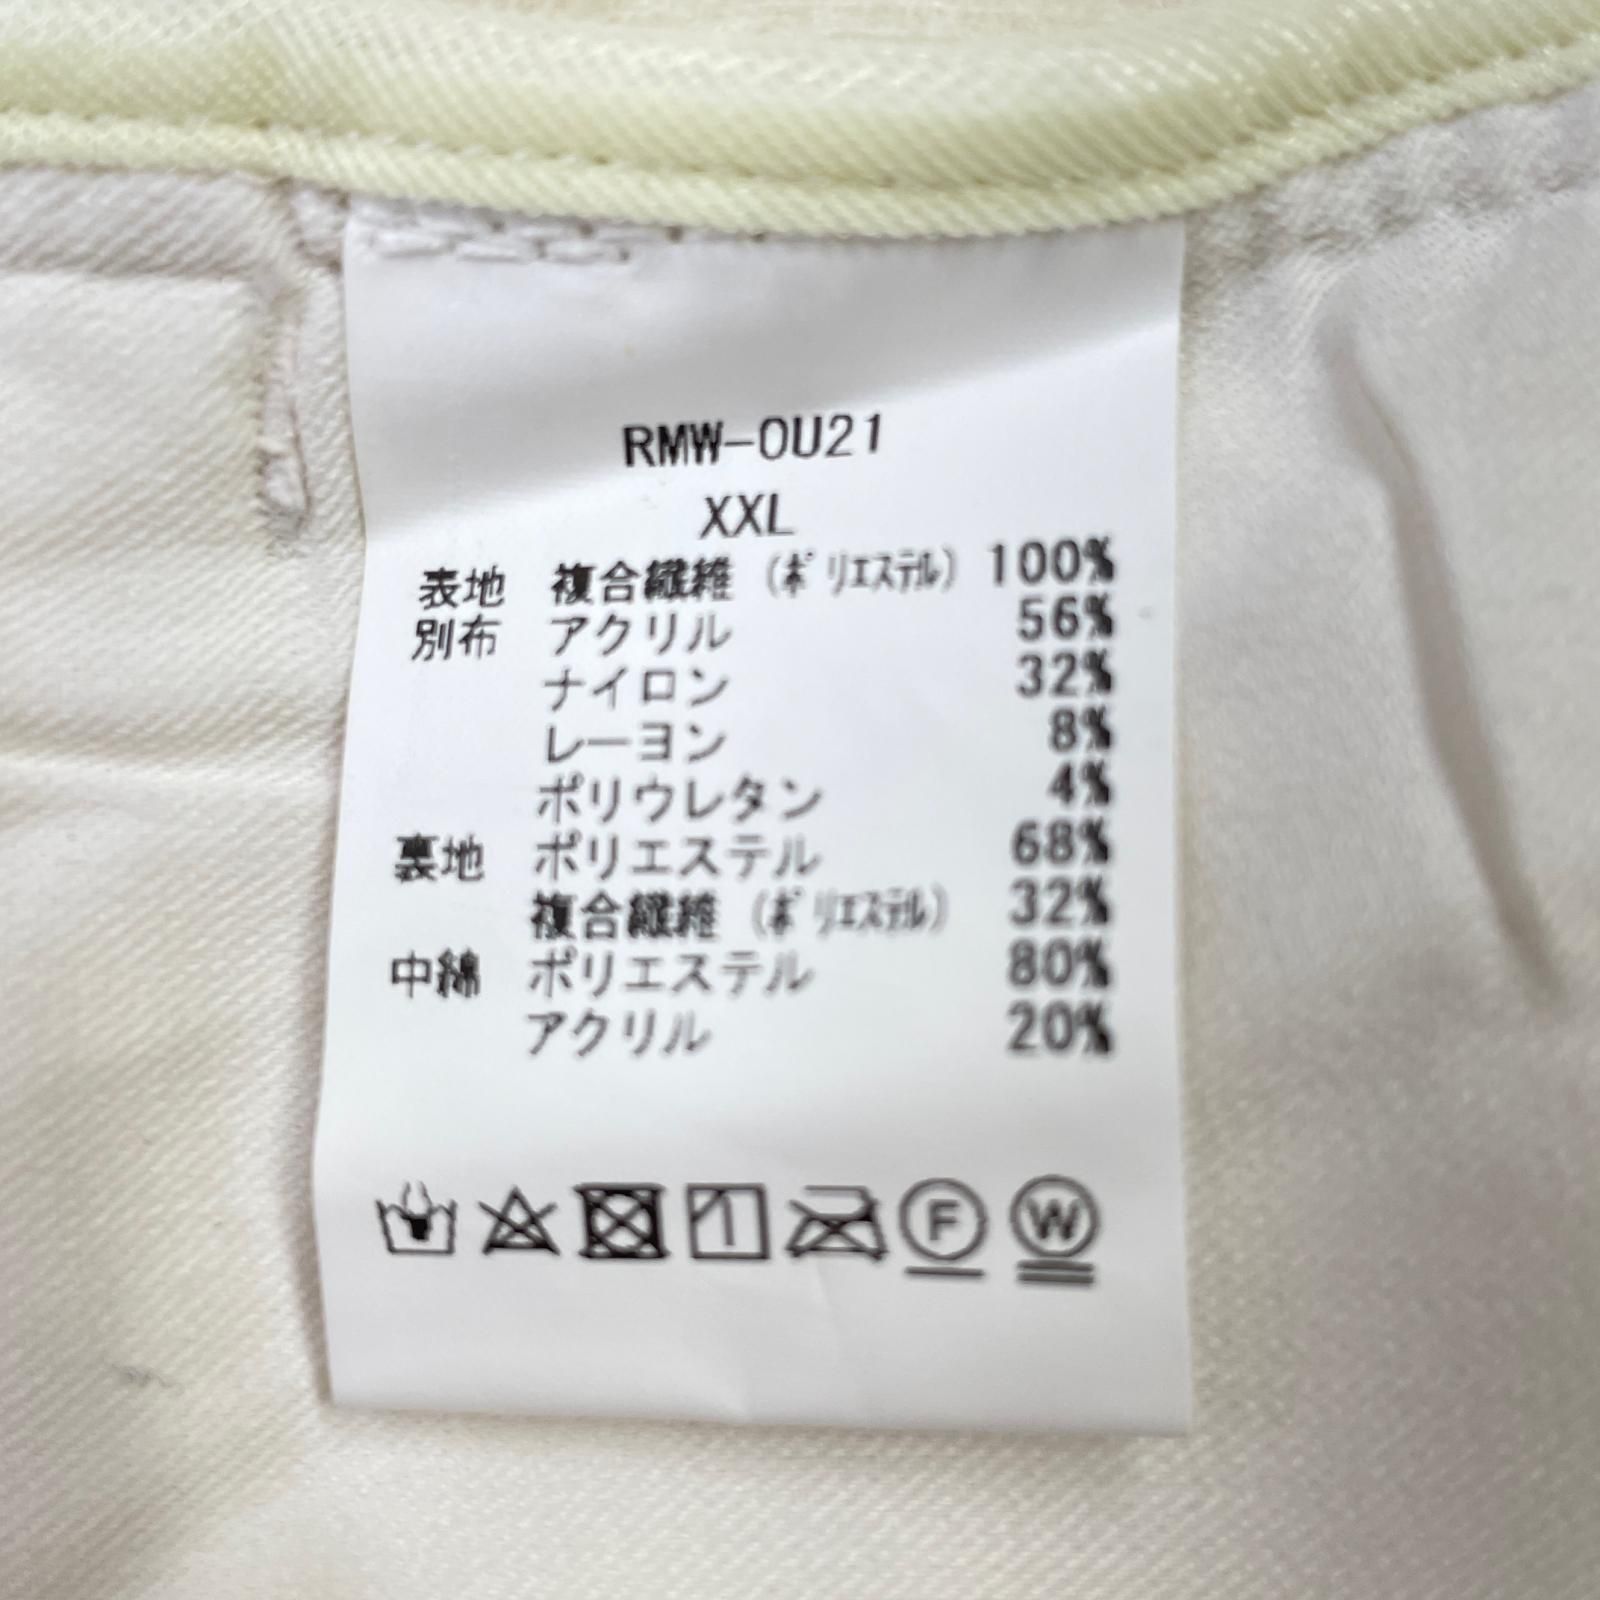 RMW-0U21
XXL
表地 複合繊維 (ポリエステル) 100%
別布 アクリル 56%
ナイロン 32%
レーヨン 8%
ポリウレタン 4%
裏地 ポリエステル 68%
複合繊維 (ポリエステル) 32%
中綿 ポリエステル 80%
アクリル 20%
F W